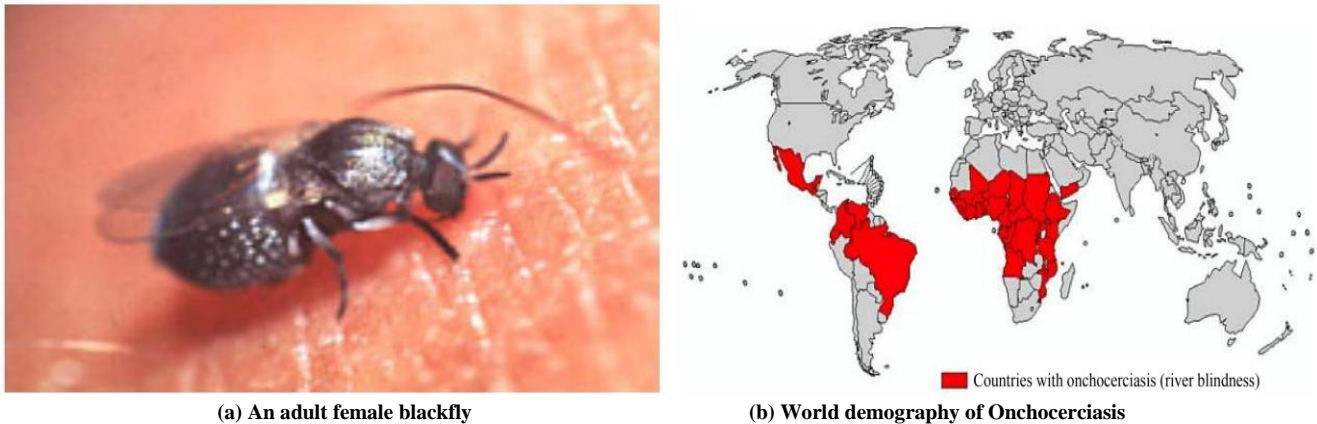 Countries with onchocerciasis (river blindness)
(a) An adult female blackfly
(b) World demography of Onchocerciasis